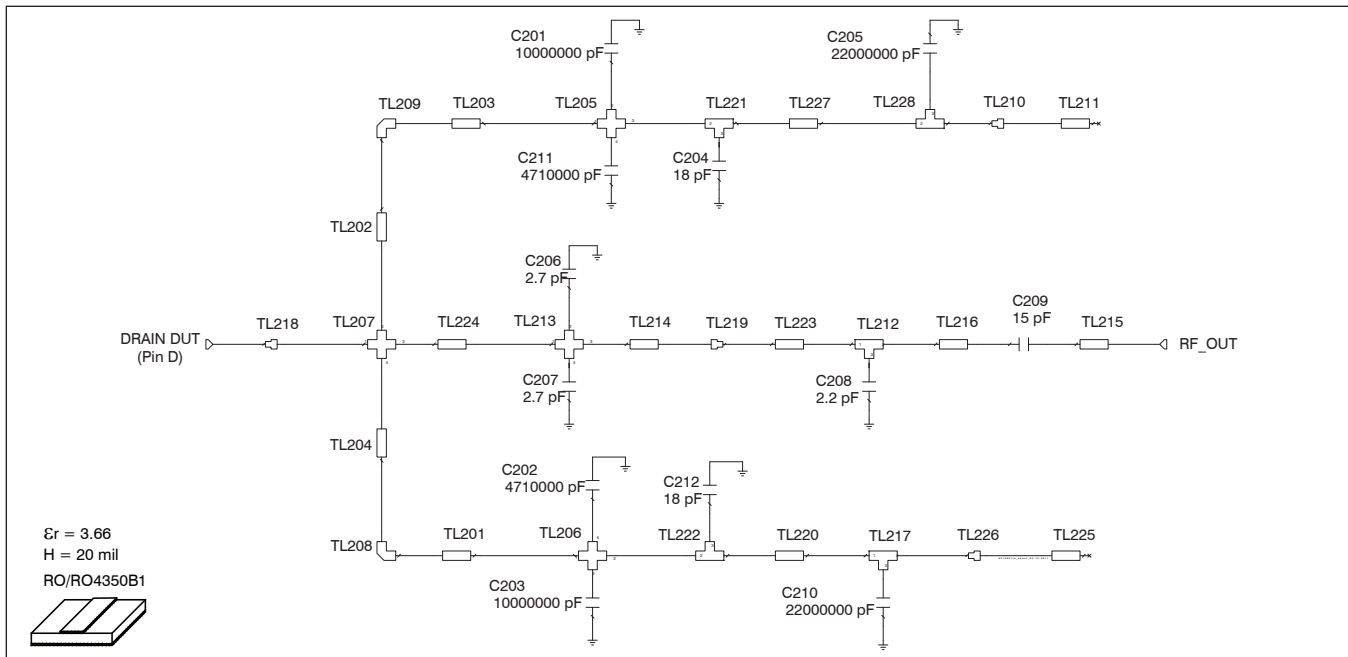 C201
10000000 pF
C205
22000000 pF
TL209
TL203
TL205
TL221
TL227
TL228
TL210
TL211
C211
4710000 pF
C204
18 pF
TL202
C206
2.7 pF
DRAIN DUT
(Pin D)
TL218
TL207
TL224
TL213
TL214
TL219
TL223
TL212
TL216
C209
15 pF
TL215
RF_OUT
C207
2.7 pF
C208
2.2 pF
TL204
C202
4710000 pF
C212
18 pF
TL208
TL201
TL206
TL222
TL220
TL217
TL226
TL225
C203
10000000 pF
C210
22000000 pF
Ɛr = 3.66
H = 20 mil
RO/RO4350B1